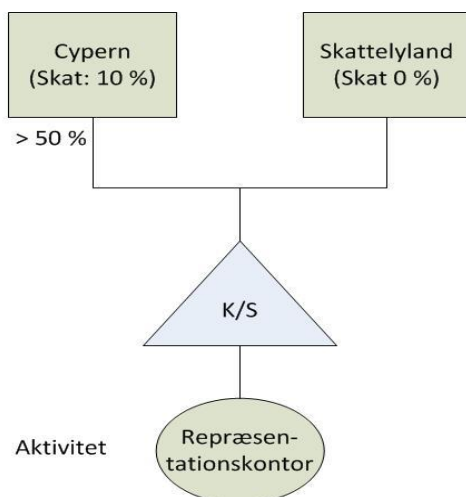 Cypern
(Skat: 10 %)
Skattelyland
(Skat 0 %)
> 50 %
K/S
Aktivitet
Repræsen-
tationskontor